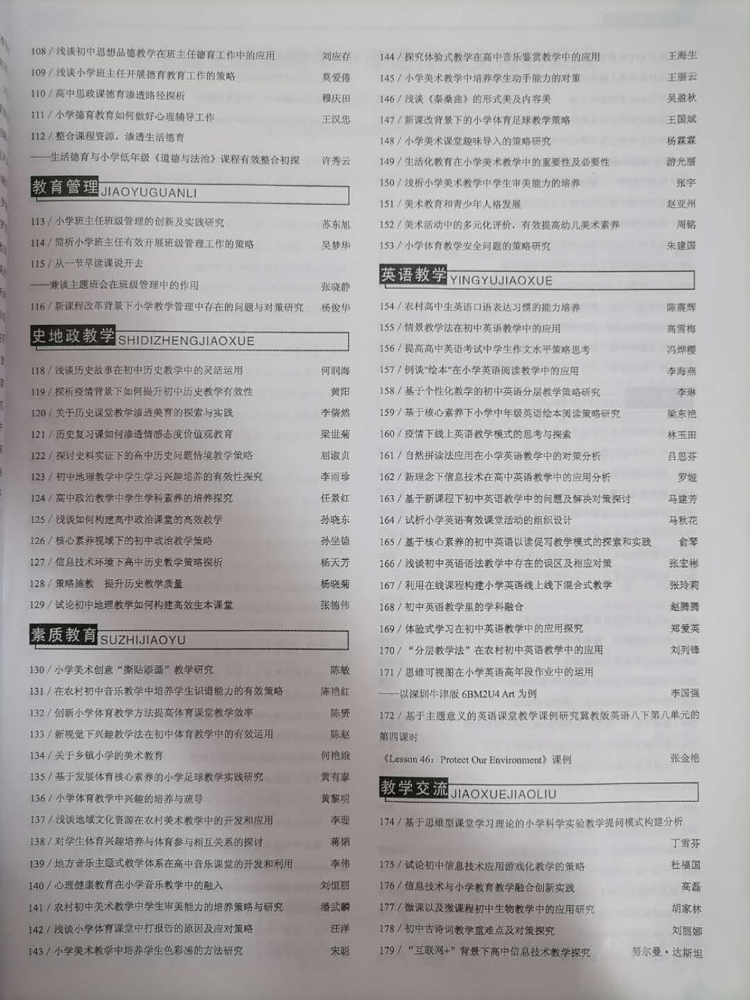 108 / 浅谈初中思想品德教学在班主任德育工作中的应用 刘应存
109 / 浅谈小学班主任开展德育教育工作的策略 莫爱倦
110 / 高中思政课德育渗透路径探析 穆庆田
111 / 小学德育教育如何做好心理辅导工作 王汉忠
112 / 整合课程资源，渗透生活德育
——生活德育与小学低年级《道德与法治》课程有效整合初探 许秀云
教育管理 JIAOYUGUANLI
113 / 小学班主任班级管理的创新及实践研究 苏东旭
114 / 简析小学班主任有效开展班级管理工作的策略 吴梦华
115 / 从一节早读课说开去
——兼谈主题班会在班级管理中的作用 张晓静
116 / 新课程改革背景下小学教学管理中存在的问题与对策研究 杨俊华
史地政教学 SHIDIZHENGJIAOXUE
118 / 浅谈历史故事在初中历史教学中的灵活运用 何润海
119 / 探析疫情背景下如何提升初中历史教学有效性 黄阳
120 / 关于历史课堂教学渗透美育的探索与实践 李儒然
121 / 历史复习课如何渗透情感态度价值观教育 梁世菊
122 / 探讨史料实证下的高中历史问题情境教学策略 屈淑贞
123 / 初中地理教学中学生学习兴趣培养的有效性探究 李雨珍
124 / 高中政治教学中学生学科素养的培养探究 任景红
125 / 浅谈如何构建高中政治课堂的高效教学 孙晓东
126 / 核心素养视域下的初中政治教学策略 孙坐德
127 / 信息技术环境下高中历史教学策略探析 杨天芳
128 / 策略施教　提升历史教学质量 杨晓菊
129 / 试论初中地理教学如何构建高效生本课堂 张德伟
素质教育 SUZHIJIAOYU
130 / 小学美术创意“撕贴添画”教学研究 陈敏
131 / 在农村初中音乐教学中培养学生识谱能力的有效策略 陈艳红
132 / 创新小学体育教学方法提高体育课堂教学效率 陈赟
133 / 新视觉下兴趣教学法在初中体育教学中的有效运用 陈赵
134 / 关于乡镇小学的美术教育 何艳娥
135 / 基于发展体育核心素养的小学足球教学实践研究 黄有泰
136 / 小学体育教学中兴趣的培养与疏导 黄黎明
137 / 浅谈地域文化资源在农村美术教学中的开发和应用 李珊
138 / 对学生体育兴趣培养与体育参与相互关系的探讨 蒋韬
139 / 地方音乐主题式教学体系在高中音乐课堂的开发和利用 李伟
140 / 心理健康教育在小学音乐教学中的融入 刘恒丽
141 / 农村初中美术教学中学生审美能力的培养策略与研究 潘武麟
142 / 浅谈小学体育课堂中打报告的原因及应对策略 汪洋
143 / 小学美术教学中培养学生色彩感的方法研究 宋聪
144 / 探究体验式教学在高中音乐鉴赏教学中的应用 王海生
145 / 小学美术教学中培养学生动手能力的对策 王丽云
146 / 浅谈《秦桑曲》的形式美及内容美 吴盈秋
147 / 新课改背景下的小学体育足球教学策略 王国斌
148 / 小学美术课堂趣味导入的策略研究 杨霖霖
149 / 生活化教育在小学美术教学中的重要性及必要性 游光丽
150 / 浅析小学美术教学中学生审美能力的培养 张宇
151 / 美术教育和青少年人格发展 赵亚州
152 / 美术活动中的多元化评价，有效提高幼儿美术素养 周铭
153 / 小学体育教学安全问题的策略研究 朱建国
英语教学 YINGYUJIAOXUE
154 / 农村高中生英语口语表达习惯的能力培养 陈震辉
155 / 情景教学法在初中英语教学中的应用 高雪梅
156 / 提高高中英语考试中学生作文水平策略思考 冯烨樱
157 / 例谈"绘本"在小学英语阅读教学中的应用 李海燕
158 / 基于个性化教学的初中英语分层教学策略研究 李琳
159 / 基于核心素养下小学中年级英语绘本阅读策略研究 梁东艳
160 / 疫情下线上英语教学模式的思考与探索 林玉田
161 / 自然拼读法应用在小学英语教学中的对策分析 吕思芬
162 / 新理念下信息技术在高中英语教学中的应用分析 罗娅
163 / 基于新课程下初中英语教学中的问题及解决对策探讨 马建芳
164 / 试析小学英语有效课堂活动的组织设计 马秋花
165 / 基于核心素养的初中英语以读促写教学模式的探索和实践 俞琴
166 / 浅谈初中英语语法教学中存在的误区及相应对策 张宏彬
167 / 利用在线课程构建小学英语线上线下混合式教学 张玲莉
168 / 初中英语教学里的学科融合 赵腾腾
169 / 体验式学习在初中英语教学中的应用探究 郑爱英
170 / “分层教学法”在农村初中英语教学中的应用 刘列锋
171 / 思维可视图在小学英语高年段作业中的运用
——以深圳牛津版 6BM2U4 Art 为例 李国强
172 / 基于主题意义的英语课堂教学课例研究冀教版英语八下第八单元的
第四课时
《Lesson 46：Protect Our Environment》课例 张金艳
教学交流 JIAOXUEJIAOLIU
174 / 基于思维型课堂学习理论的小学科学实验教学提问模式构建分析
丁雪芬
175 / 试论初中信息技术应用游戏化教学的策略 杜福国
176 / 信息技术与小学教育教学融合创新实践 高磊
177 / 微课以及微课程初中生物教学中的应用研究 胡家林
178 / 初中古诗词教学重难点及对策探究 刘丽娜
179 / “互联网+”背景下高中信息技术教学探究 努尔曼·达斯坦